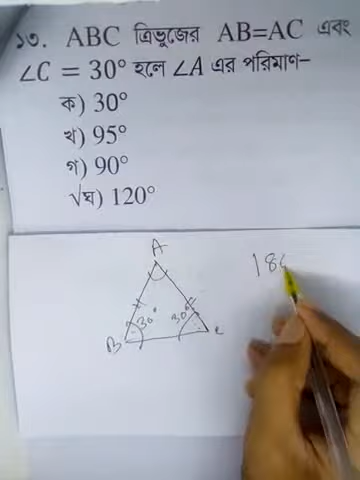 ১৩. ABC ত্রিভুজের AB=AC এবং
∠C = 30° হলে ∠A এর পরিমাণ–
ক) 30°
খ) 95°
গ) 90°
√ঘ) 120°
A
18
30° 30°
B C